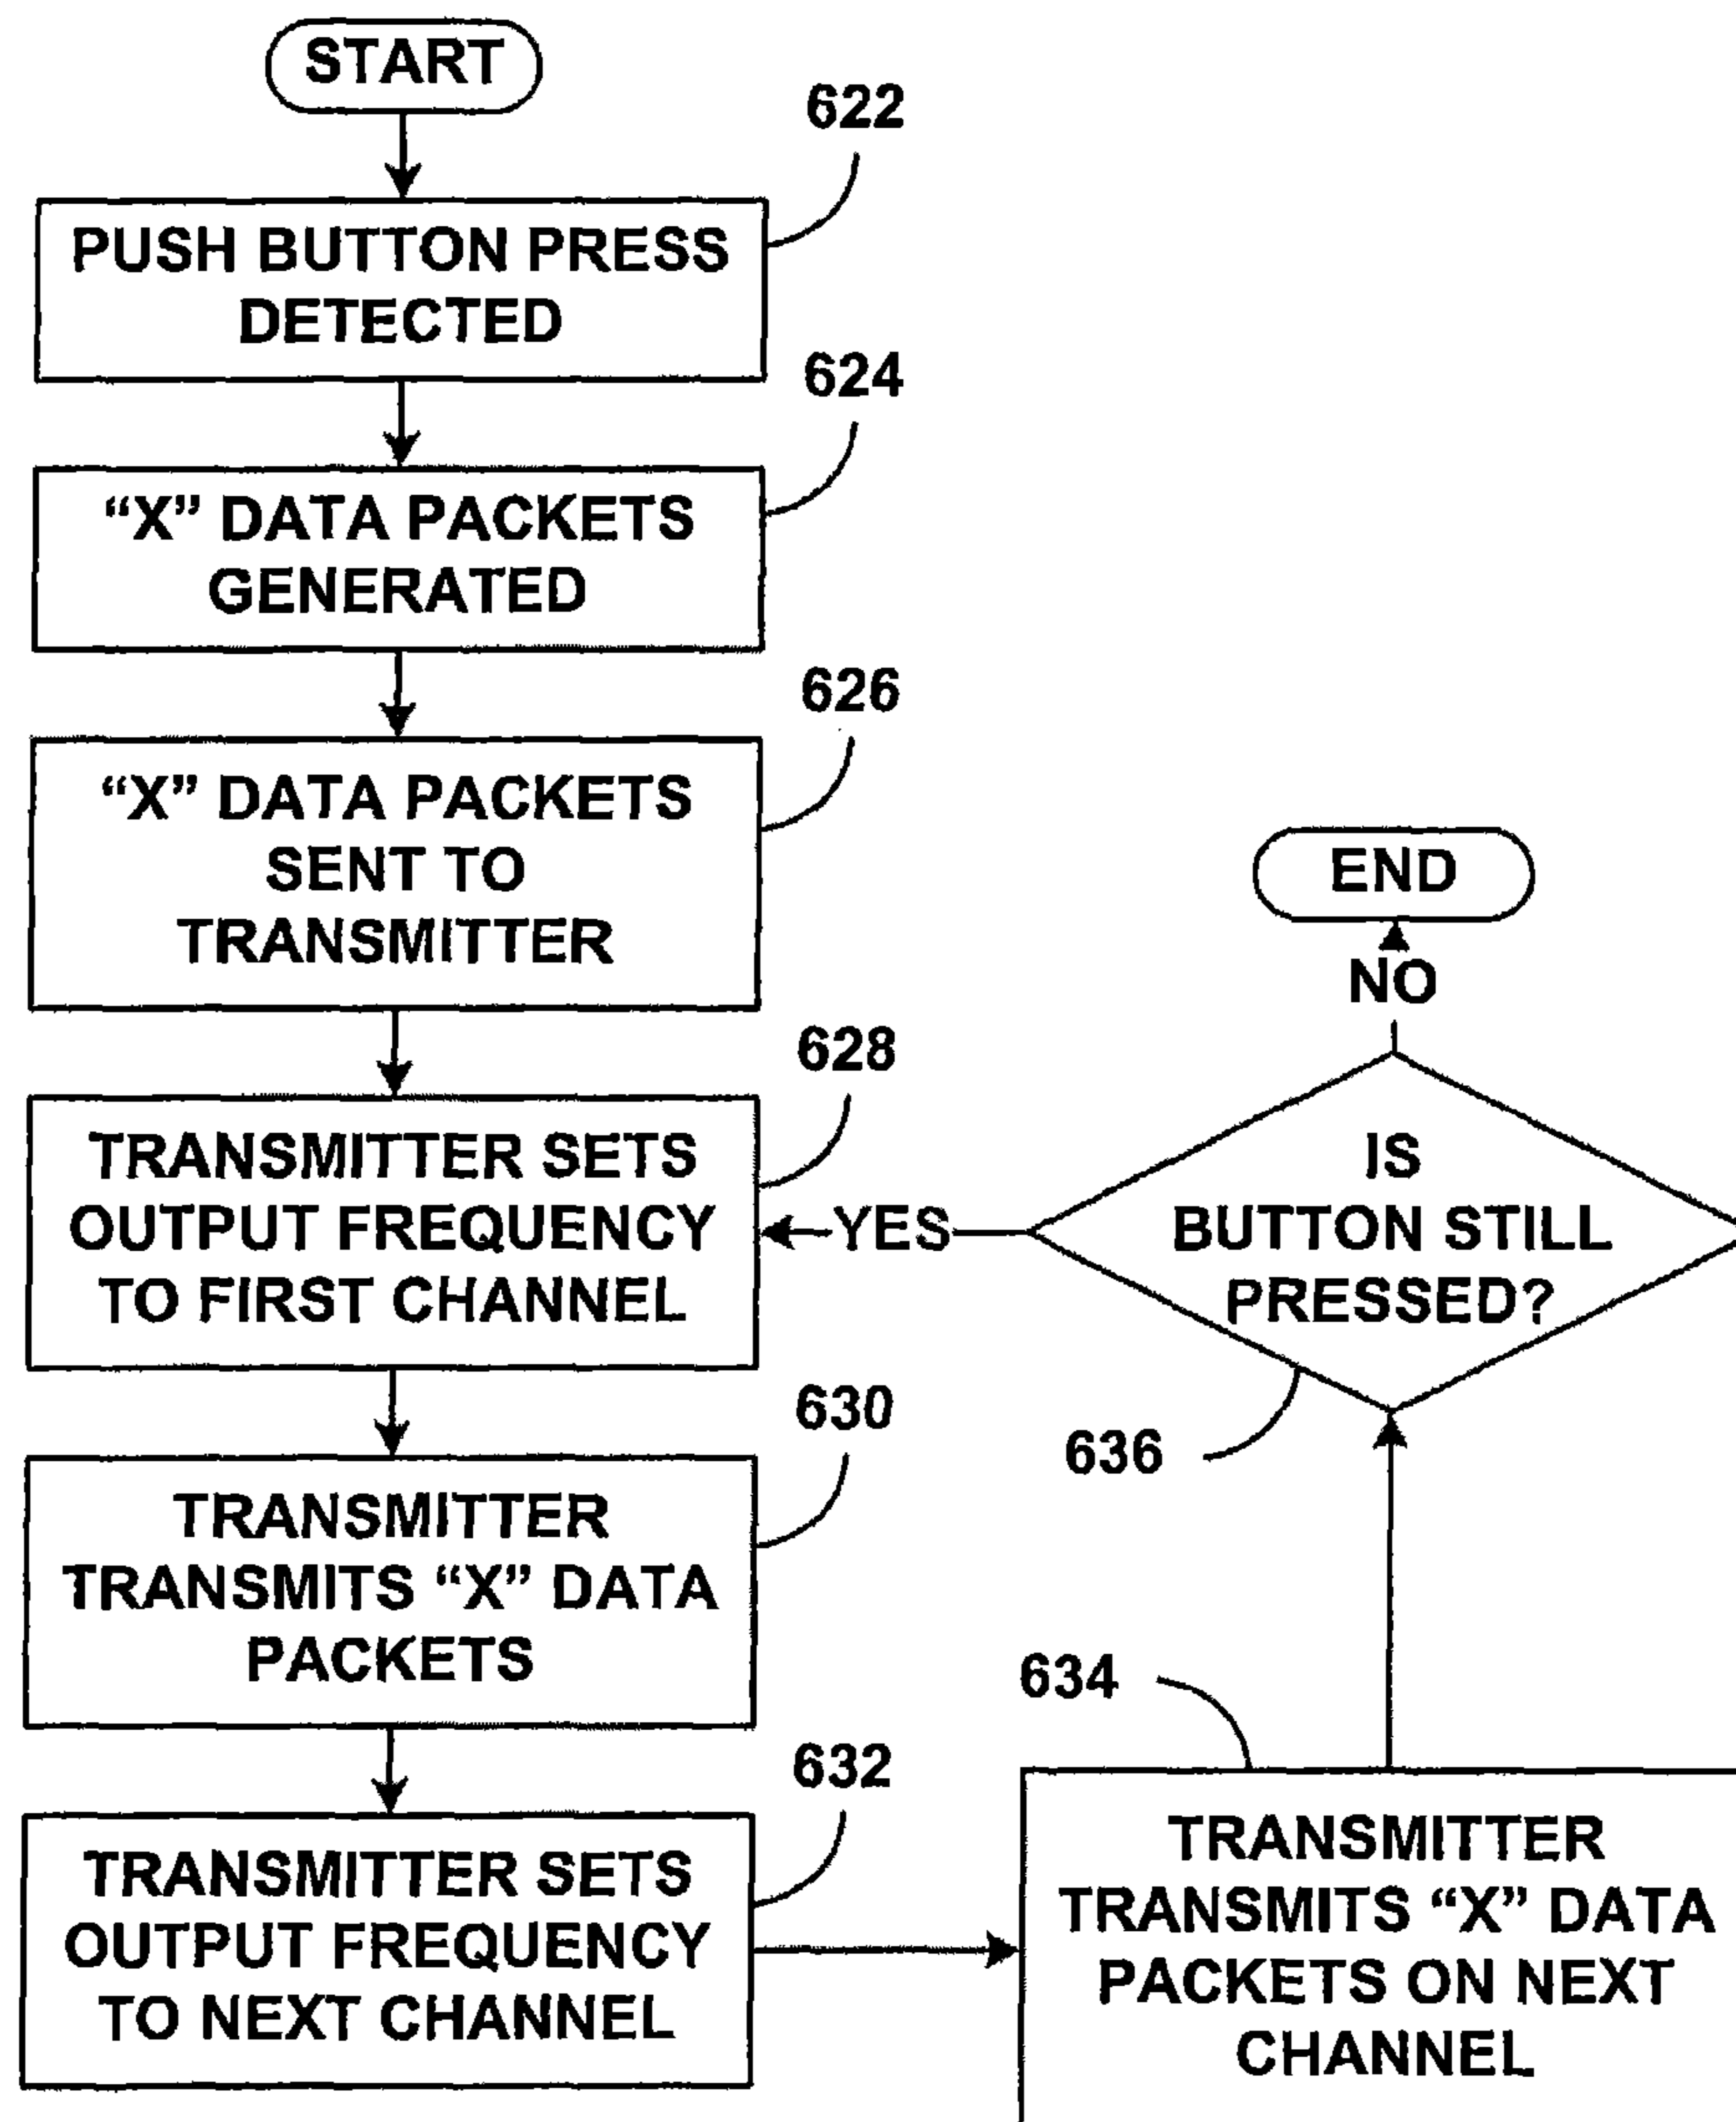 START
622
PUSH BUTTON PRESS
DETECTED
624
“X” DATA PACKETS
GENERATED
626
“X” DATA PACKETS
SENT TO
TRANSMITTER
628
TRANSMITTER SETS
OUTPUT FREQUENCY
TO FIRST CHANNEL
630
TRANSMITTER
TRANSMITS “X” DATA
PACKETS
632
TRANSMITTER SETS
OUTPUT FREQUENCY
TO NEXT CHANNEL
634
TRANSMITTER
TRANSMITS “X” DATA
PACKETS ON NEXT
CHANNEL
636
IS
BUTTON STILL
PRESSED?
YES
NO
END